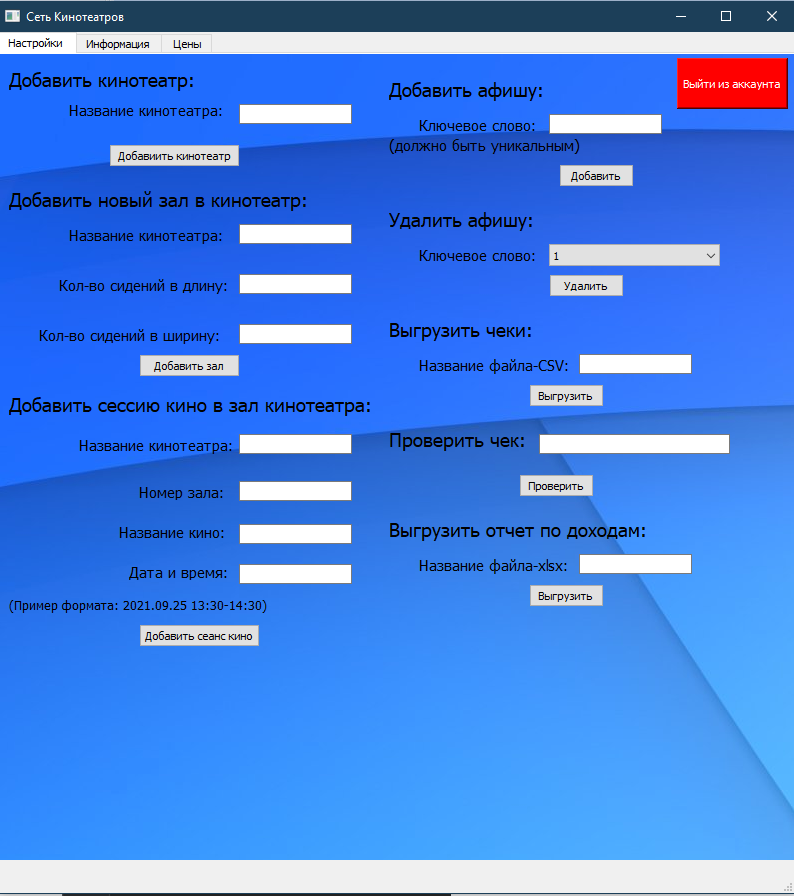 Сеть Кинотеатров
Настройки
Информация
Цены
Выйти из аккаунта
Добавить кинотеатр:
Название кинотеатра:
Добавиить кинотеатр
Добавить новый зал в кинотеатр:
Название кинотеатра:
Кол-во сидений в длину:
Кол-во сидений в ширину:
Добавить зал
Добавить сессию кино в зал кинотеатра:
Название кинотеатра:
Номер зала:
Название кино:
Дата и время:
(Пример формата: 2021.09.25 13:30-14:30)
Добавить сеанс кино
Добавить афишу:
Ключевое слово:
(должно быть уникальным)
Добавить
Удалить афишу:
Ключевое слово:
1
Удалить
Выгрузить чеки:
Название файла-CSV:
Выгрузить
Проверить чек:
Проверить
Выгрузить отчет по доходам:
Название файла-xlsx:
Выгрузить